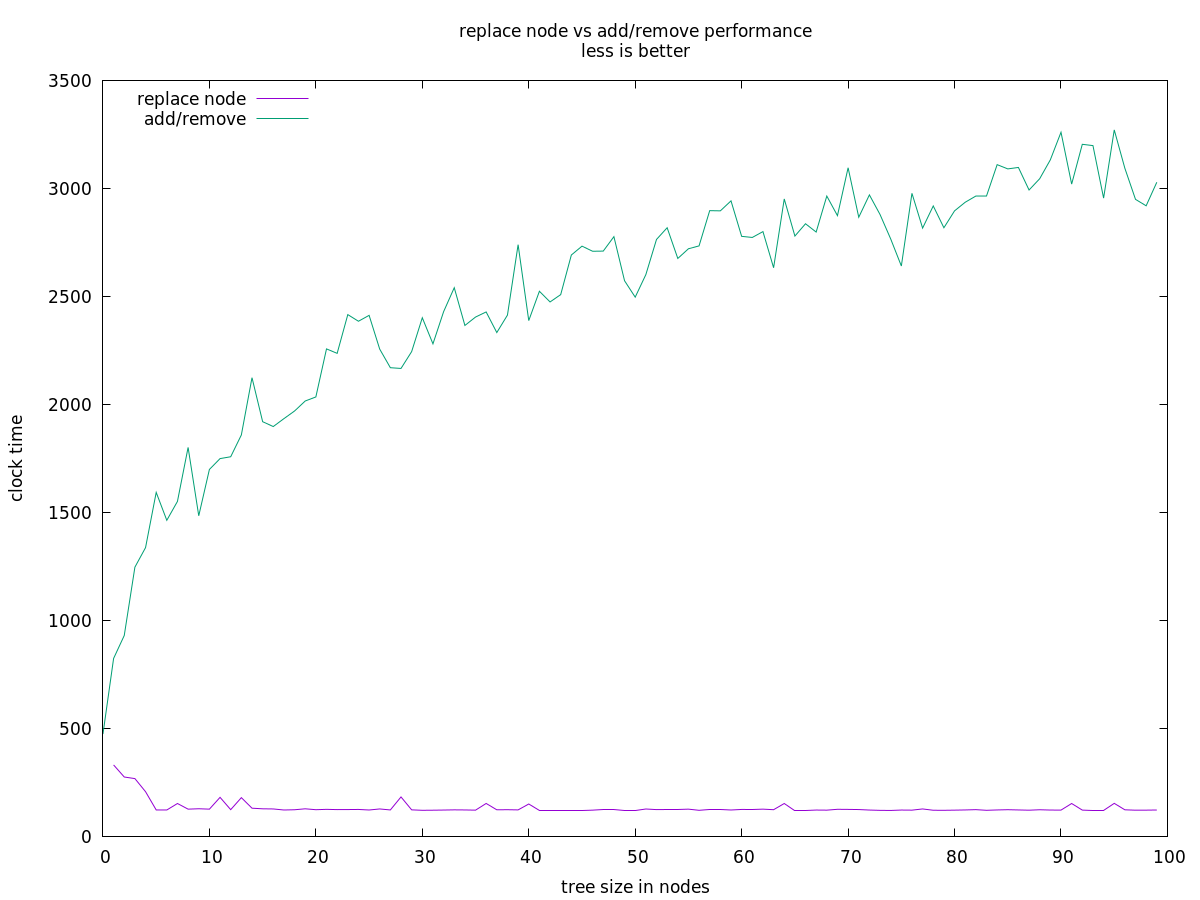 replace node vs add/remove performance
less is better
3500
3000
2500
2000
1500
1000
500
0
clock time
replace node
add/remove
0 10 20 30 40 50 60 70 80 90 100
tree size in nodes